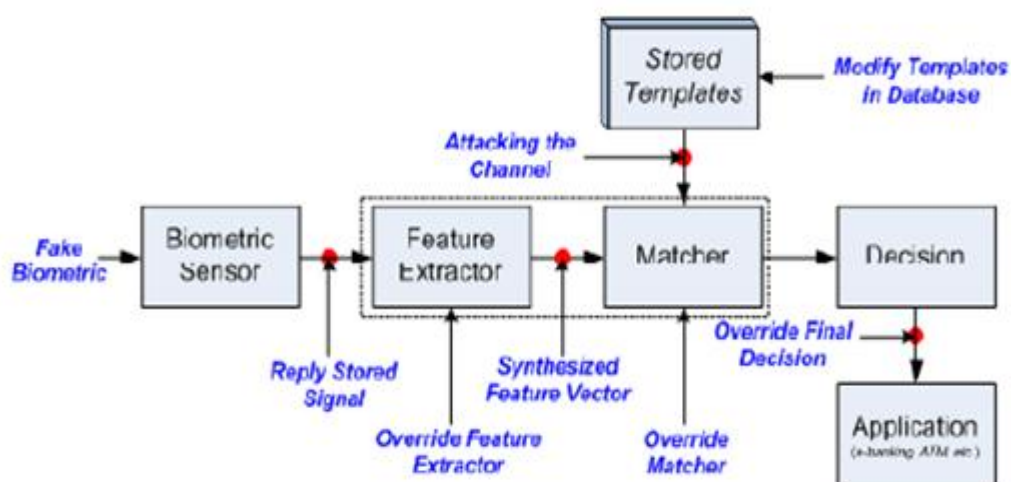 Stored
Templates
Modify Templates
in Database
Attacking the
Channel
Fake
Biometric
Biometric
Sensor
Feature
Extractor
Matcher
Decision
Reply Stored
Signal
Synthesized
Feature Vector
Override Final
Decision
Override Feature
Extractor
Override
Matcher
Application
(e-banking, ATM etc.)